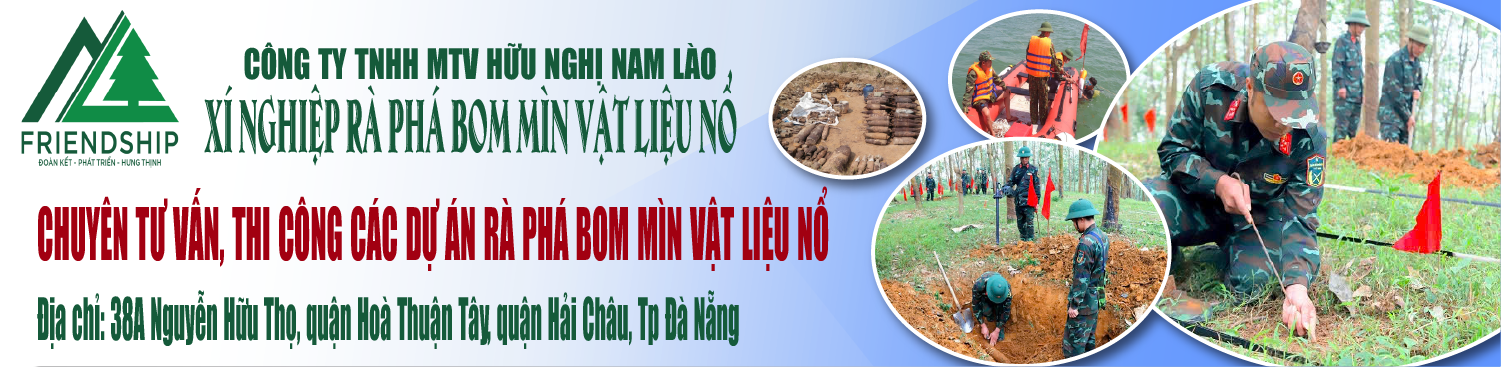 FRIENDSHIP
ĐOÀN KẾT - PHÁT TRIỂN - HƯNG THỊNH
CÔNG TY TNHH MTV HỮU NGHỊ NAM LÀO
XÍ NGHIỆP RÀ PHÁ BOM MÌN VẬT LIỆU NỔ
CHUYÊN TƯ VẤN, THI CÔNG CÁC DỰ ÁN RÀ PHÁ BOM MÌN VẬT LIỆU NỔ
Địa chỉ: 38A Nguyễn Hữu Thọ, quận Hoà Thuận Tây, quận Hải Châu, Tp Đà Nẵng